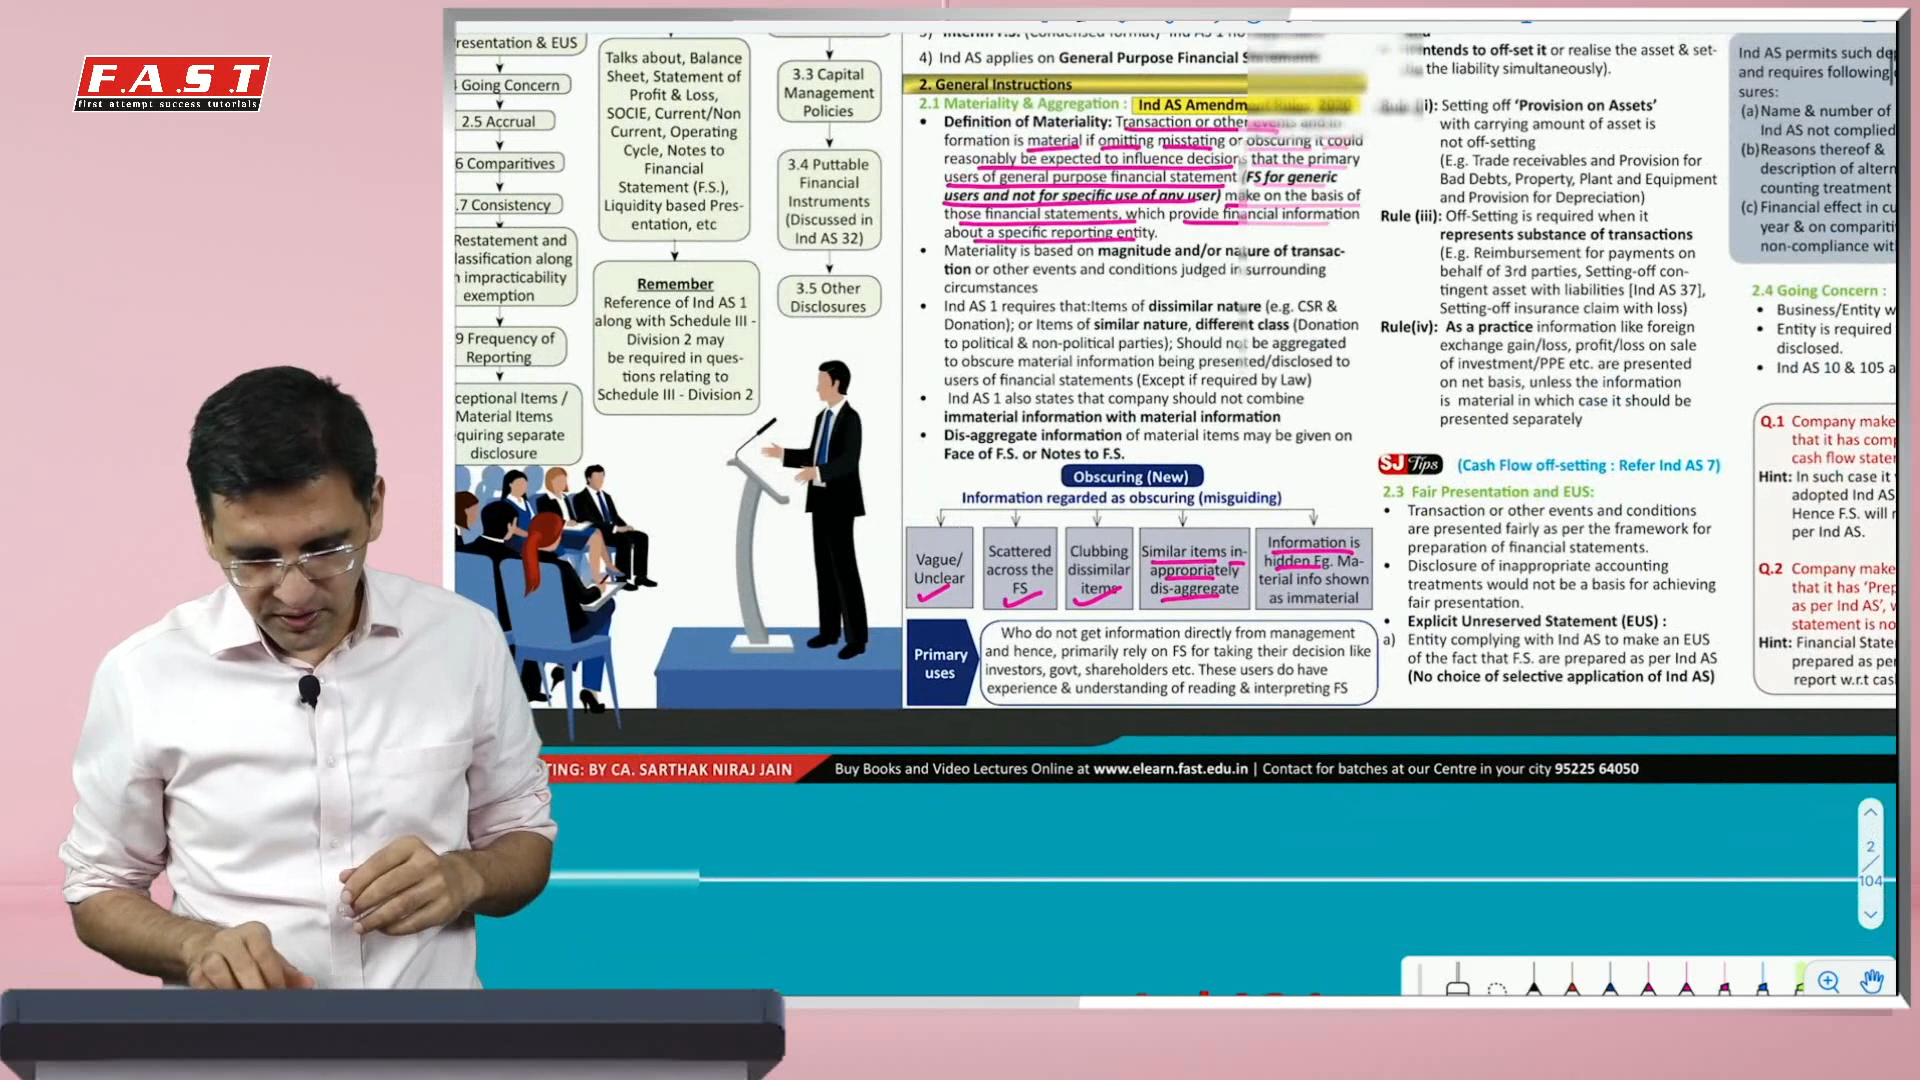 F.A.S.T
first attempt success tutorials
resentation & EUS
Going Concern
2.5 Accrual
6 Comparitives
.7 Consistency
Restatement and
lassification along
impracticability
exemption
9 Frequency of
Reporting
ceptional Items /
Material Items
quiring separate
disclosure
Talks about, Balance
Sheet, Statement of
Profit & Loss,
SOCIE, Current/Non
Current, Operating
Cycle, Notes to
Financial
Statement (F.S.),
Liquidity based Pres-
entation, etc
Remember
Reference of Ind AS 1
along with Schedule III -
Division 2 may
be required in ques-
tions relating to
Schedule III - Division 2
3.3 Capital
Management
Policies
3.4 Puttable
Financial
Instruments
(Discussed in
Ind AS 32)
3.5 Other
Disclosures
4) Ind AS applies on General Purpose Financial Statements
2. General Instructions
2.1 Materiality & Aggregation : Ind AS Amendment Rules, 2020
• Definition of Materiality: Transaction or other events and in-
formation is material if omitting misstating or obscuring it could
reasonably be expected to influence decisions that the primary
users of general purpose financial statement (FS for generic
users and not for specific use of any user) make on the basis of
those financial statements, which provide financial information
about a specific reporting entity.
• Materiality is based on magnitude and/or nature of transac-
tion or other events and conditions judged in surrounding
circumstances
• Ind AS 1 requires that:Items of dissimilar nature (e.g. CSR &
Donation); or Items of similar nature, different class (Donation
to political & non-political parties); Should not be aggregated
to obscure material information being presented/disclosed to
users of financial statements (Except if required by Law)
• Ind AS 1 also states that company should not combine
immaterial information with material information
• Dis-aggregate information of material items may be given on
Face of F.S. or Notes to F.S.
Obscuring (New)
Information regarded as obscuring (misguiding)
Vague/
Unclear
Scattered
across the
FS
Clubbing
dissimilar
items
Similar items in-
appropriately
dis-aggregate
Information is
hidden Eg. Ma-
terial info shown
as immaterial
Primary
uses
Who do not get information directly from management
and hence, primarily rely on FS for taking their decision like
investors, govt, shareholders etc. These users do have
experience & understanding of reading & interpreting FS
intends to off-set it or realise the asset & set-
the liability simultaneously).
Rule (ii): Setting off ‘Provision on Assets’
with carrying amount of asset is
not off-setting
(E.g. Trade receivables and Provision for
Bad Debts, Property, Plant and Equipment
and Provision for Depreciation)
Rule (iii): Off-Setting is required when it
represents substance of transactions
(E.g. Reimbursement for payments on
behalf of 3rd parties, Setting-off con-
tingent asset with liabilities [Ind AS 37],
Setting-off insurance claim with loss)
Rule(iv): As a practice information like foreign
exchange gain/loss, profit/loss on sale
of investment/PPE etc. are presented
on net basis, unless the information
is material in which case it should be
presented separately
SJ Tips (Cash Flow off-setting : Refer Ind AS 7)
2.3 Fair Presentation and EUS:
• Transaction or other events and conditions
are presented fairly as per the framework for
preparation of financial statements.
• Disclosure of inappropriate accounting
treatments would not be a basis for achieving
fair presentation.
• Explicit Unreserved Statement (EUS) :
a) Entity complying with Ind AS to make an EUS
of the fact that F.S. are prepared as per Ind AS
(No choice of selective application of Ind AS)
Ind AS permits such de
and requires following
sures:
(a) Name & number of
Ind AS not complied
(b) Reasons thereof &
description of altern
counting treatment
(c) Financial effect in cu
year & on compariti
non-compliance wit
2.4 Going Concern :
• Business/Entity w
• Entity is required
disclosed.
• Ind AS 10 & 105 a
Q.1 Company make
that it has comp
cash flow state
Hint: In such case it
adopted Ind AS
Hence F.S. will
per Ind AS.
Q.2 Company make
that it has ‘Prep
as per Ind AS’,
statement is no
Hint: Financial State
prepared as per
report w.r.t cas
TING: BY CA. SARTHAK NIRAJ JAIN
Buy Books and Video Lectures Online at www.elearn.fast.edu.in | Contact for batches at our Centre in your city 95225 64050
2
104